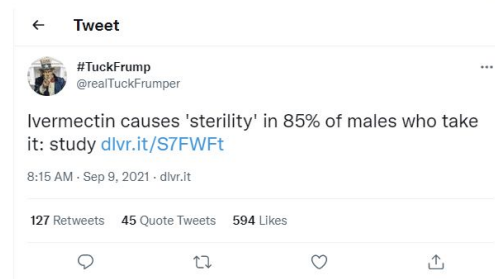 Tweet
#TuckFrump
@realTuckFrumper
Ivermectin causes 'sterility' in 85% of males who take
it: study dlvr.it/S7FWFt
8:15 AM · Sep 9, 2021 · dlvr.it
127 Retweets 45 Quote Tweets 594 Likes